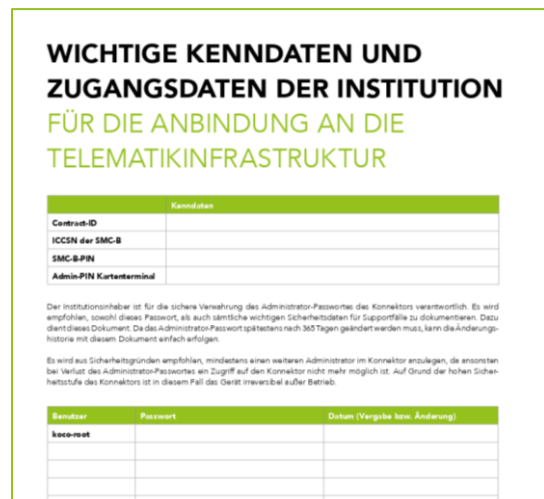 WICHTIGE KENNDATEN UND
ZUGANGSDATEN DER INSTITUTION
FÜR DIE ANBINDUNG AN DIE
TELEMATIKINFRASTRUKTUR
Kenndaten
Contract-ID
ICCSN der SMC-B
SMC-B-PIN
Admin-PIN Kartenterminal
Der Institutionsinhaber ist für die sichere Verwahrung des Administrator-Passwortes des Konnektors verantwortlich. Es wird
empfohlen, sowohl dieses Passwort, als auch sämtliche wichtigen Sicherheitsdaten für Supportfälle zu dokumentieren. Dazu
dient dieses Dokument. Da das Administrator-Passwort spätestens nach 365 Tagen geändert werden muss, kann die Änderungs-
historie mit diesem Dokument einfach erfolgen.
Es wird aus Sicherheitsgründen empfohlen, mindestens einen weiteren Administrator im Konnektor anzulegen, da ansonsten
bei Verlust des Administrator-Passwortes ein Zugriff auf den Konnektor nicht mehr möglich ist. Auf Grund der hohen Sicher-
heitsstufe des Konnektors ist in diesem Fall das Gerät irreversibel außer Betrieb.
Benutzer Passwort Datum (Vergabe bzw. Änderung)
koco-root